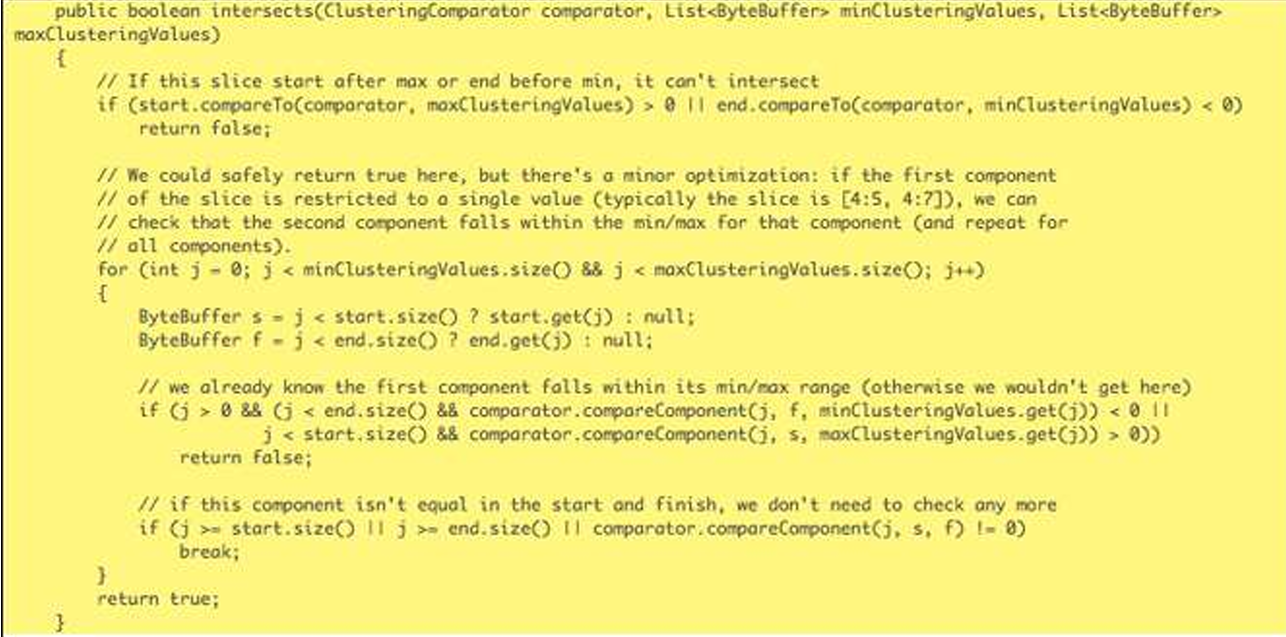 public boolean intersects(ClusteringComparator comparator, List<ByteBuffer> minClusteringValues, List<ByteBuffer>
maxClusteringValues)
    {
        // If this slice start after max or end before min, it can't intersect
        if (start.compareTo(comparator, maxClusteringValues) > 0 || end.compareTo(comparator, minClusteringValues) < 0)
            return false;

        // We could safely return true here, but there's a minor optimization: if the first component
        // of the slice is restricted to a single value (typically the slice is [4:5, 4:7]), we can
        // check that the second component falls within the min/max for that component (and repeat for
        // all components).
        for (int j = 0; j < minClusteringValues.size() && j < maxClusteringValues.size(); j++)
        {
            ByteBuffer s = j < start.size() ? start.get(j) : null;
            ByteBuffer f = j < end.size() ? end.get(j) : null;

            // we already know the first component falls within its min/max range (otherwise we wouldn't get here)
            if (j > 0 && (j < end.size() && comparator.compareComponent(j, f, minClusteringValues.get(j)) < 0 ||
                        j < start.size() && comparator.compareComponent(j, s, maxClusteringValues.get(j)) > 0))
                return false;

            // if this component isn't equal in the start and finish, we don't need to check any more
            if (j >= start.size() || j >= end.size() || comparator.compareComponent(j, s, f) != 0)
                break;
        }
        return true;
    }